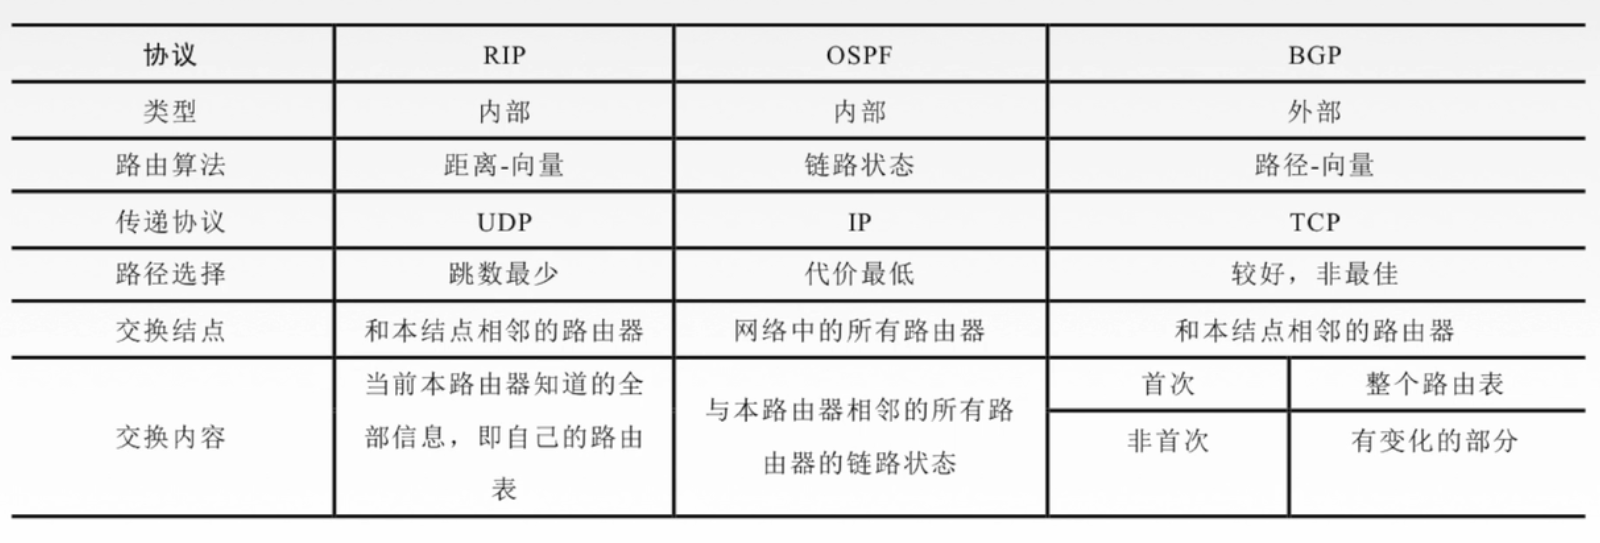 协议 RIP OSPF BGP
类型 内部 内部 外部
路由算法 距离-向量 链路状态 路径-向量
传递协议 UDP IP TCP
路径选择 跳数最少 代价最低 较好，非最佳
交换结点 和本结点相邻的路由器 网络中的所有路由器 和本结点相邻的路由器
交换内容
当前本路由器知道的全
部信息，即自己的路由
表
与本路由器相邻的所有路
由器的链路状态
首次 整个路由表
非首次 有变化的部分